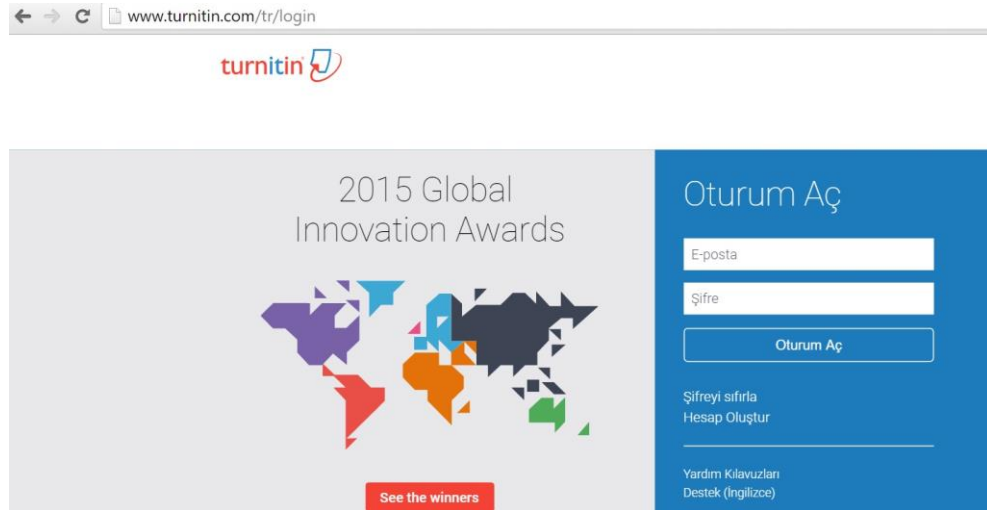 www.turnitin.com/tr/login
turnitin
2015 Global
Innovation Awards
See the winners
Oturum Aç
E-posta
Şifre
Oturum Aç
Şifreyi sıfırla
Hesap Oluştur
Yardım Kılavuzları
Destek (İngilizce)